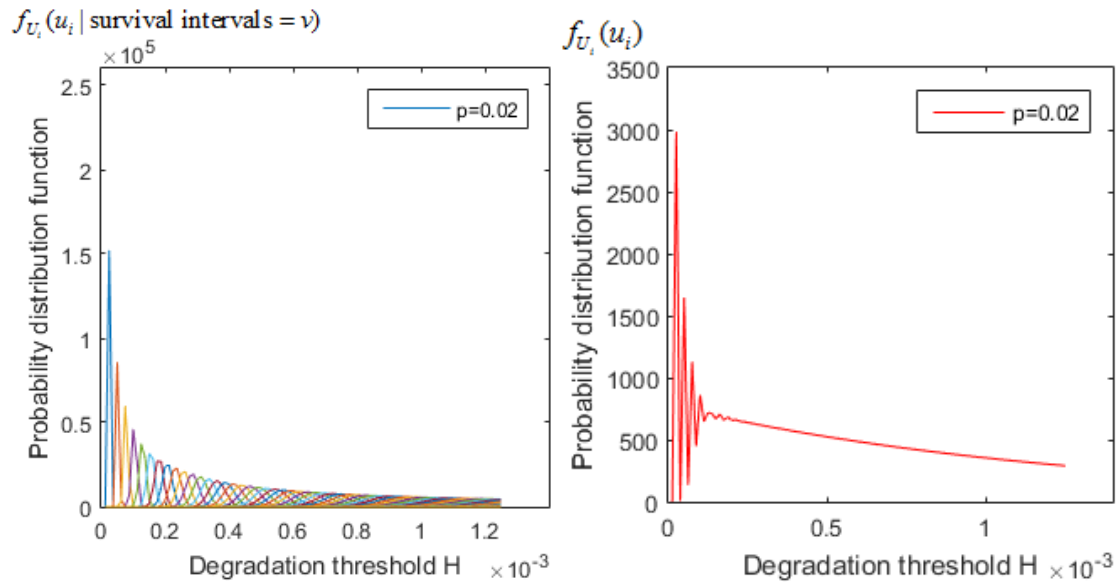 f_{U_i}(u_i | survival intervals = v)
×10^5
2.5
2
1.5
1
0.5
0
Probability distribution function
p=0.02
0 0.2 0.4 0.6 0.8 1 1.2
Degradation threshold H ×10^-3
f_{U_i}(u_i)
3500
3000
2500
2000
1500
1000
500
0
Probability distribution function
p=0.02
0 0.5 1
Degradation threshold H ×10^-3